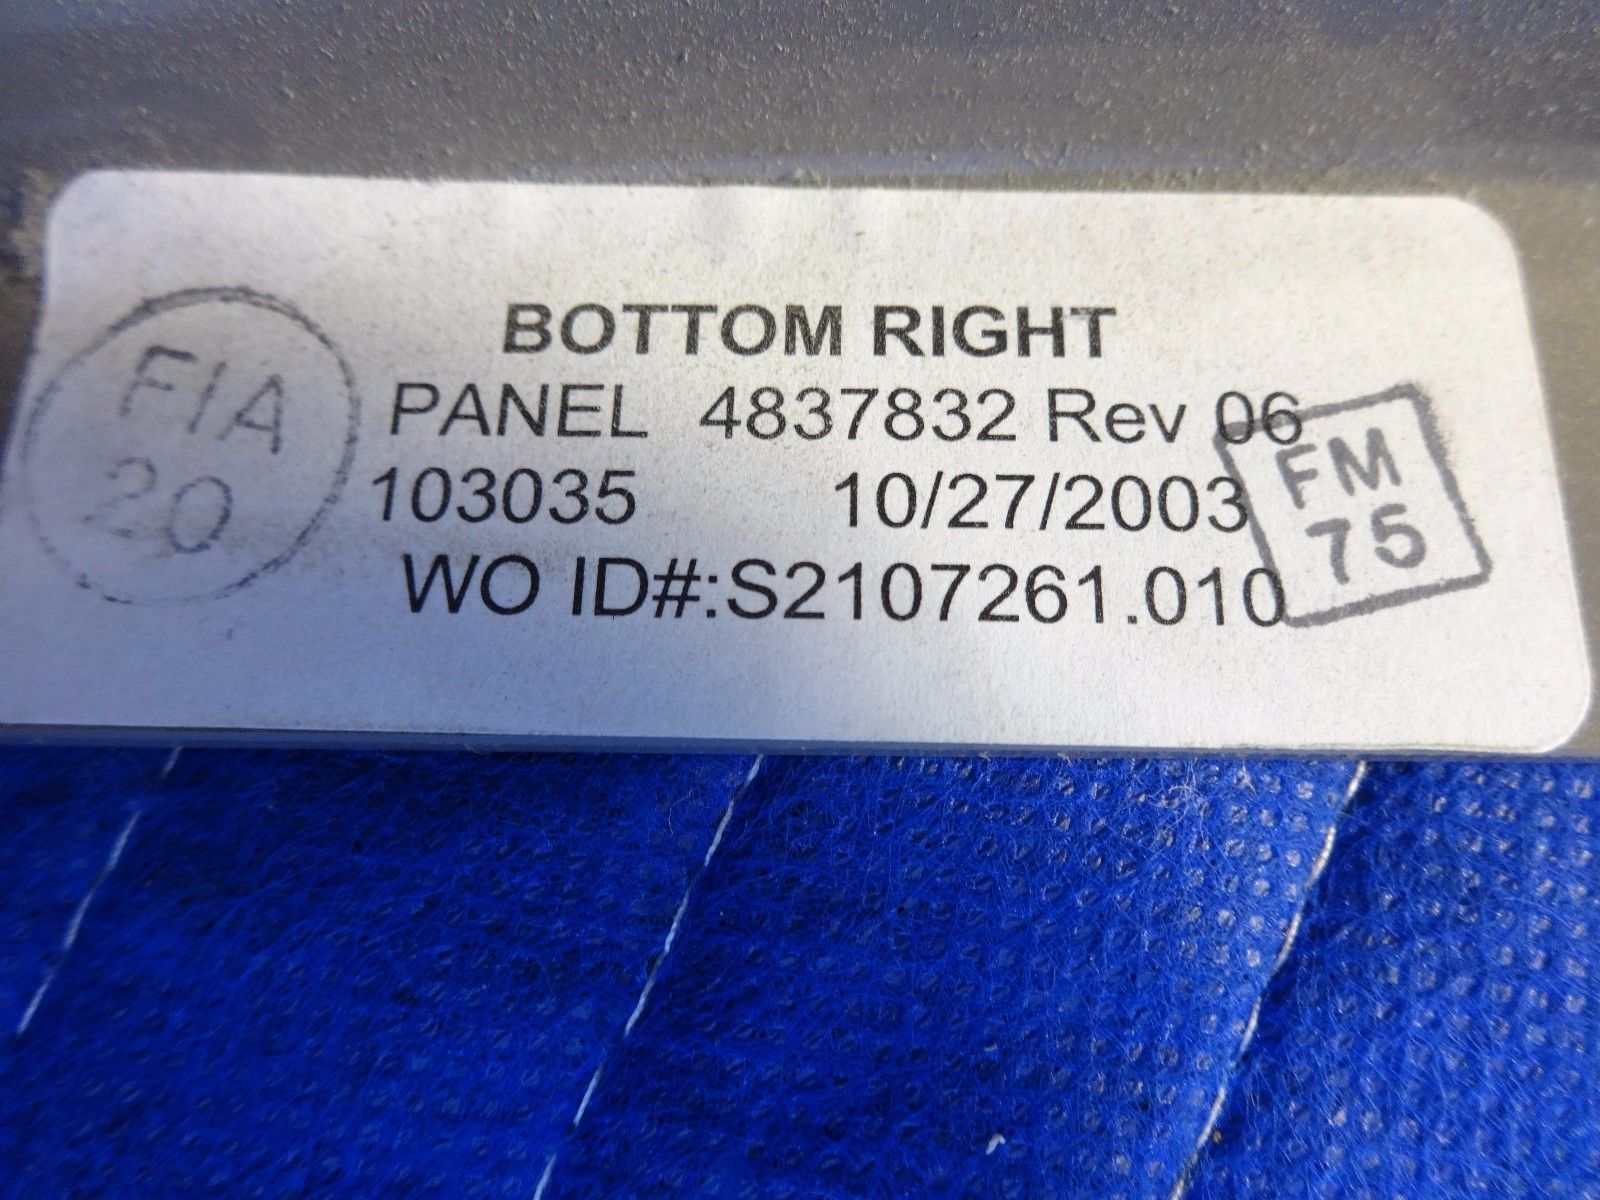 BOTTOM RIGHT
PANEL 4837832 Rev 06
103035 10/27/2003
WO ID#:S2107261.010
FIA
20
FM
75